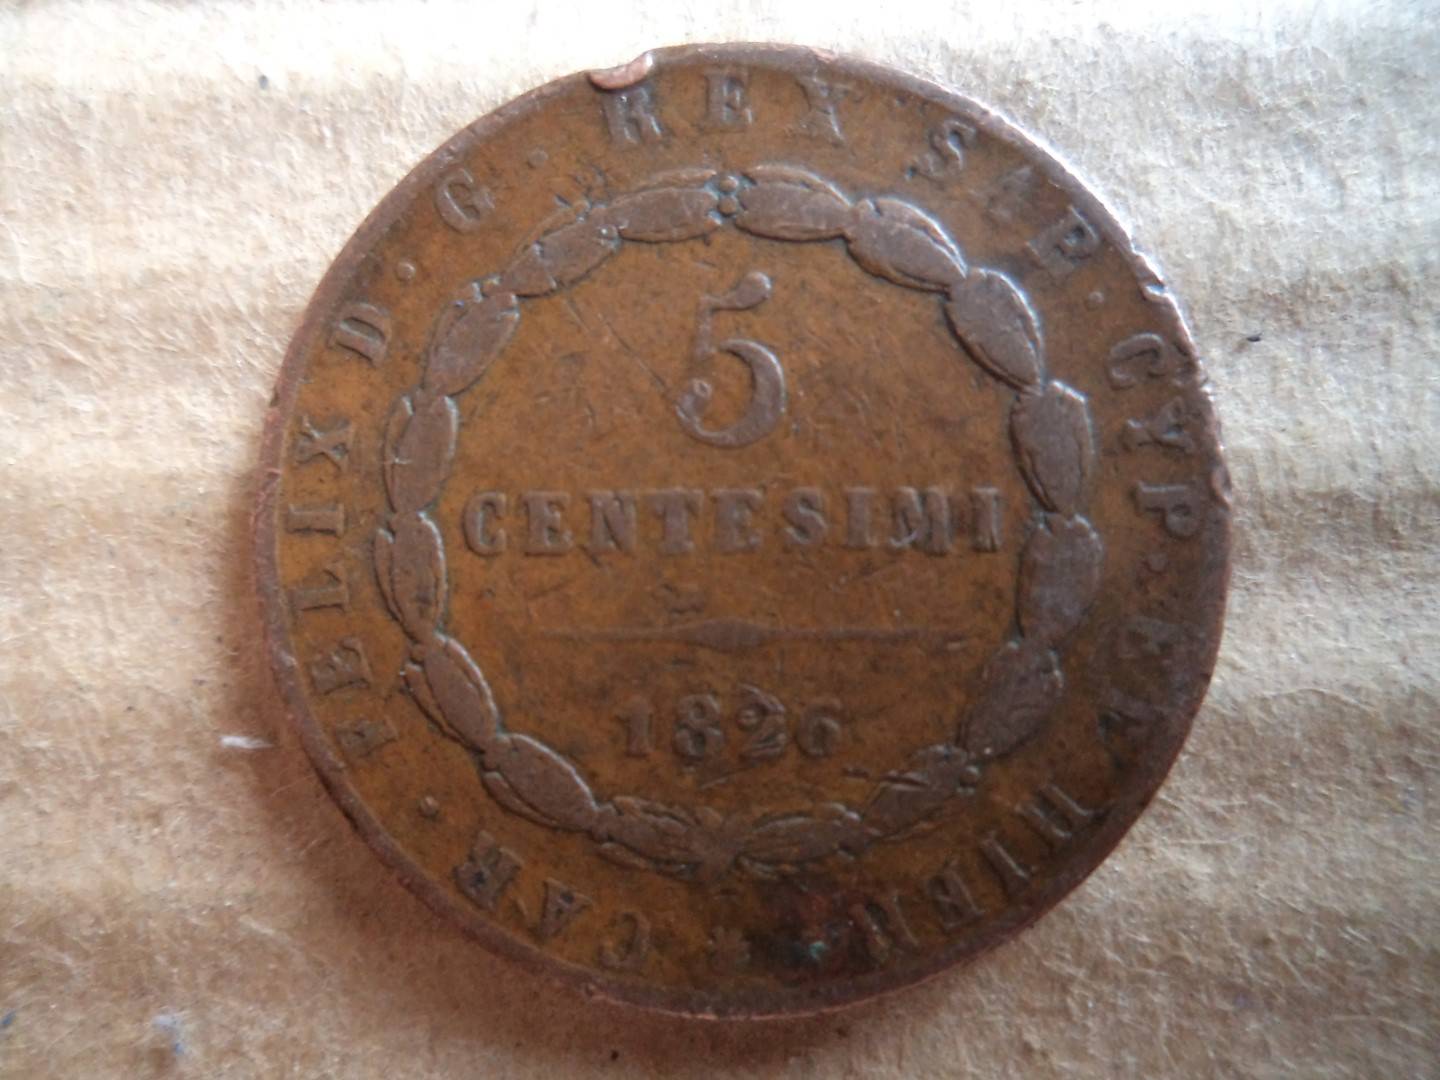 CAR · FELIX D · G · REX SAR · CYP · ET HIER
5
CENTESIMI
1826